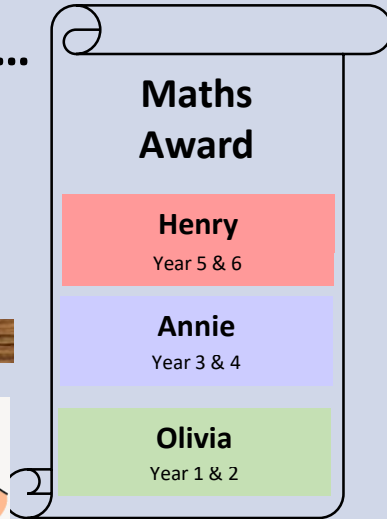 ...
Maths
Award
Henry
Year 5 & 6
Annie
Year 3 & 4
Olivia
Year 1 & 2